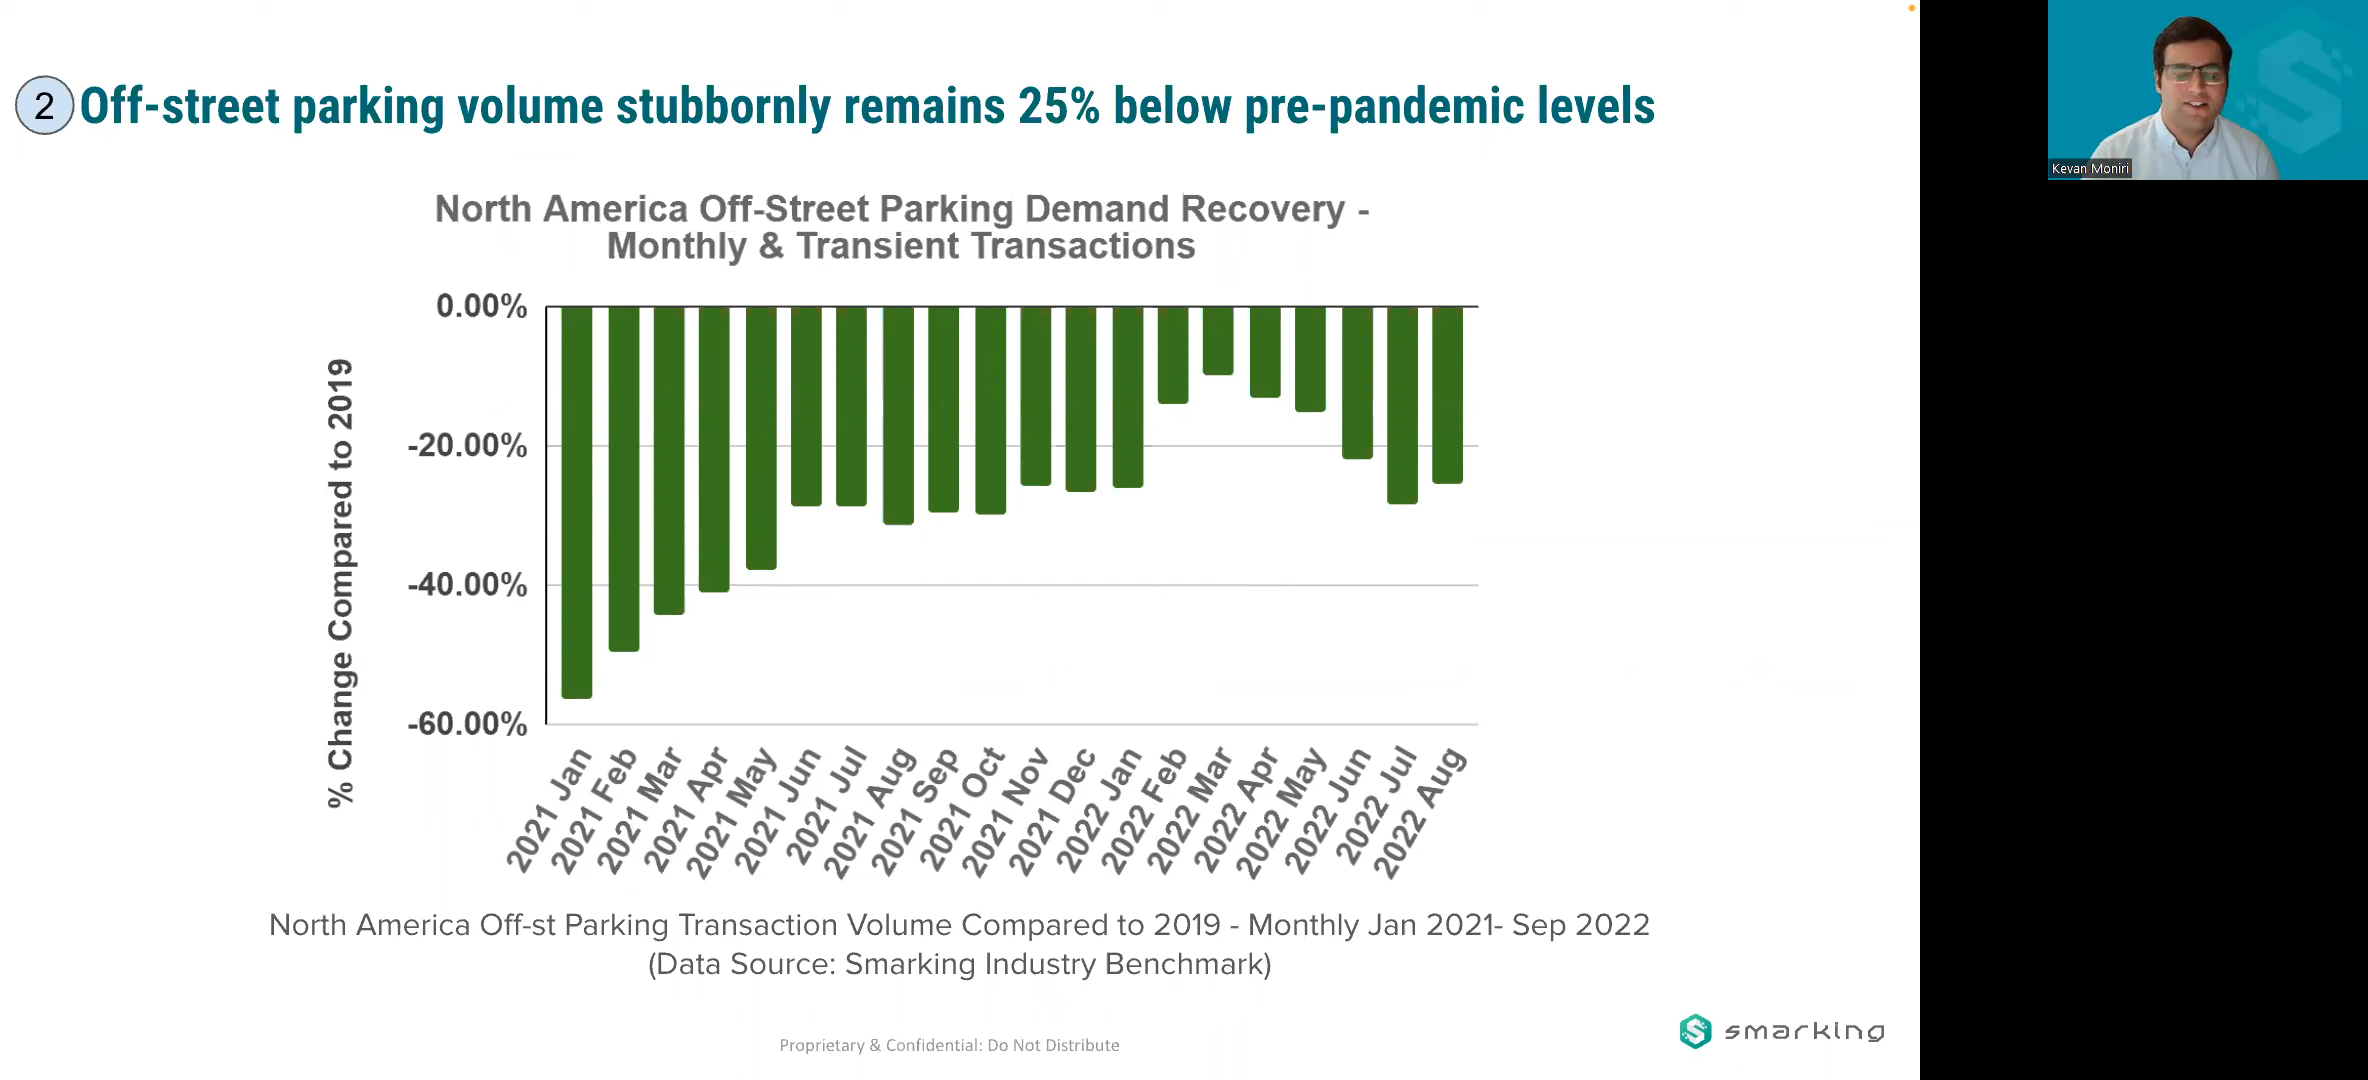 2 Off-street parking volume stubbornly remains 25% below pre-pandemic levels
Kevan Moniri
North America Off-Street Parking Demand Recovery -
Monthly & Transient Transactions
% Change Compared to 2019
0.00%
-20.00%
-40.00%
-60.00%
2021 Jan
2021 Feb
2021 Mar
2021 Apr
2021 May
2021 Jun
2021 Jul
2021 Aug
2021 Sep
2021 Oct
2021 Nov
2021 Dec
2022 Jan
2022 Feb
2022 Mar
2022 Apr
2022 May
2022 Jun
2022 Jul
2022 Aug
North America Off-st Parking Transaction Volume Compared to 2019 - Monthly Jan 2021- Sep 2022
(Data Source: Smarking Industry Benchmark)
Proprietary & Confidential: Do Not Distribute
smarking